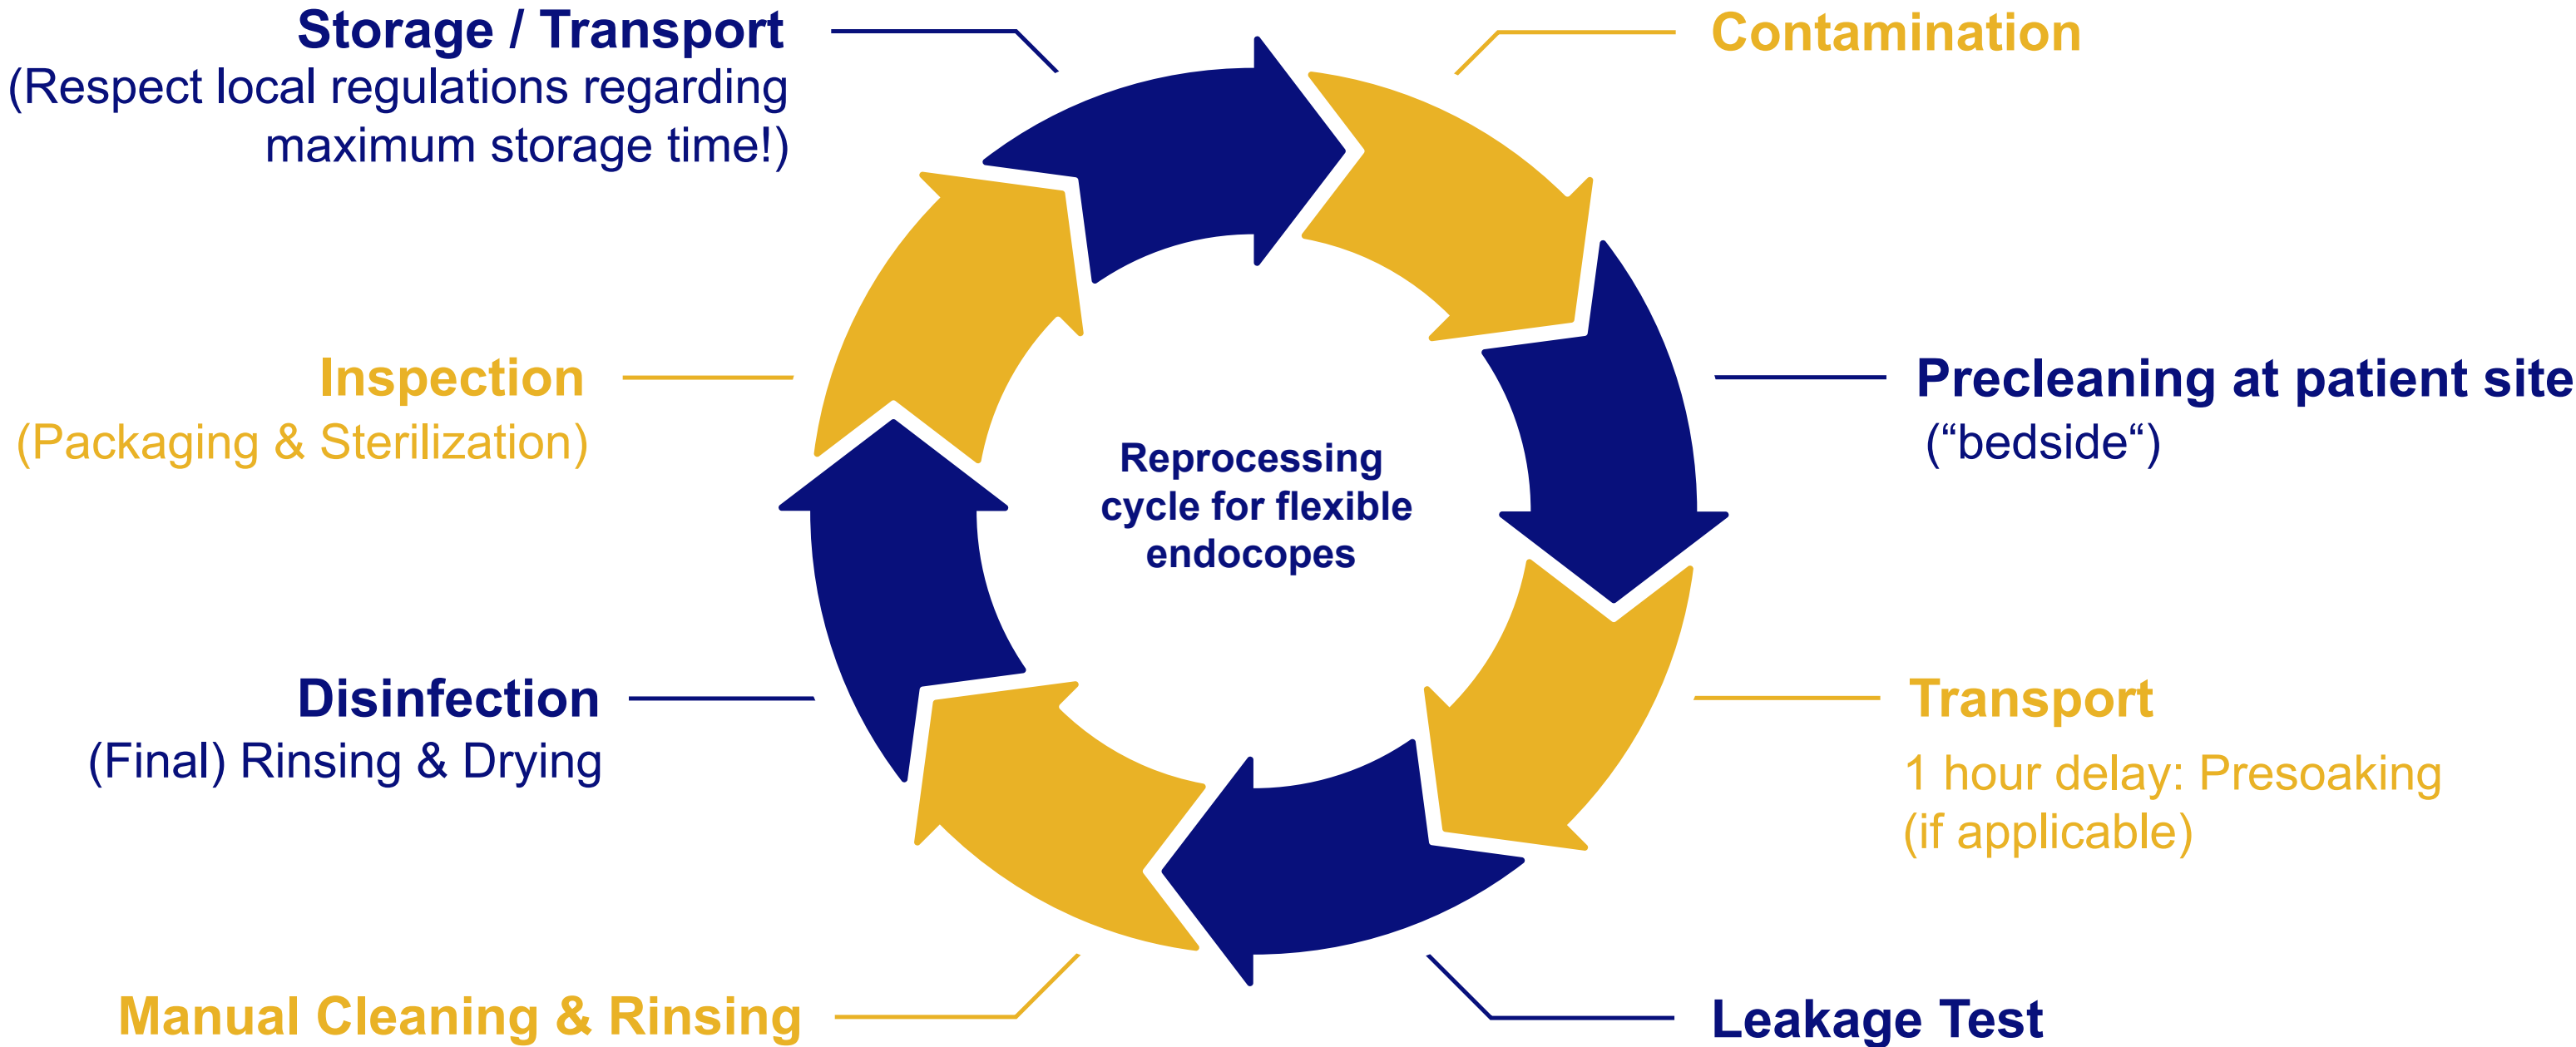 Storage / Transport
(Respect local regulations regarding
maximum storage time!)
Contamination
Inspection
(Packaging & Sterilization)
Precleaning at patient site
(“bedside“)
Reprocessing
cycle for flexible
endocopes
Disinfection
(Final) Rinsing & Drying
Transport
1 hour delay: Presoaking
(if applicable)
Manual Cleaning & Rinsing
Leakage Test